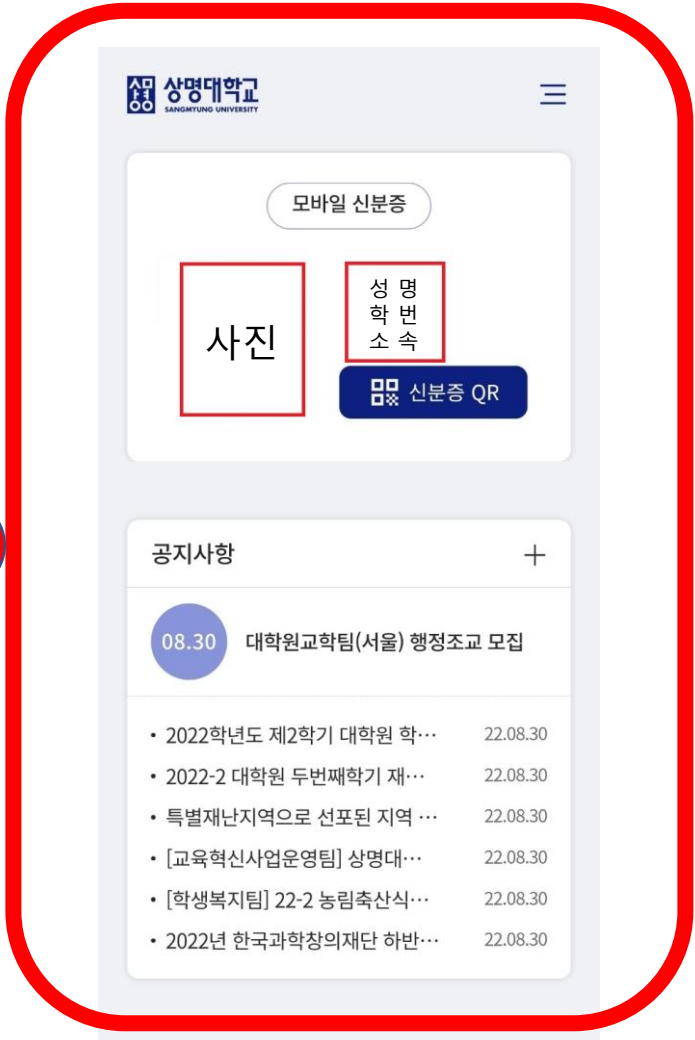 상명대학교
SANGMYUNG UNIVERSITY
모바일 신분증
사진
성 명
학 번
소 속
신분증 QR
공지사항
08.30 대학원교학팀(서울) 행정조교 모집
• 2022학년도 제2학기 대학원 학⋯ 22.08.30
• 2022-2 대학원 두번째학기 재⋯ 22.08.30
• 특별재난지역으로 선포된 지역 ⋯ 22.08.30
• [교육혁신사업운영팀] 상명대⋯ 22.08.30
• [학생복지팀] 22-2 농림축산식⋯ 22.08.30
• 2022년 한국과학창의재단 하반⋯ 22.08.30